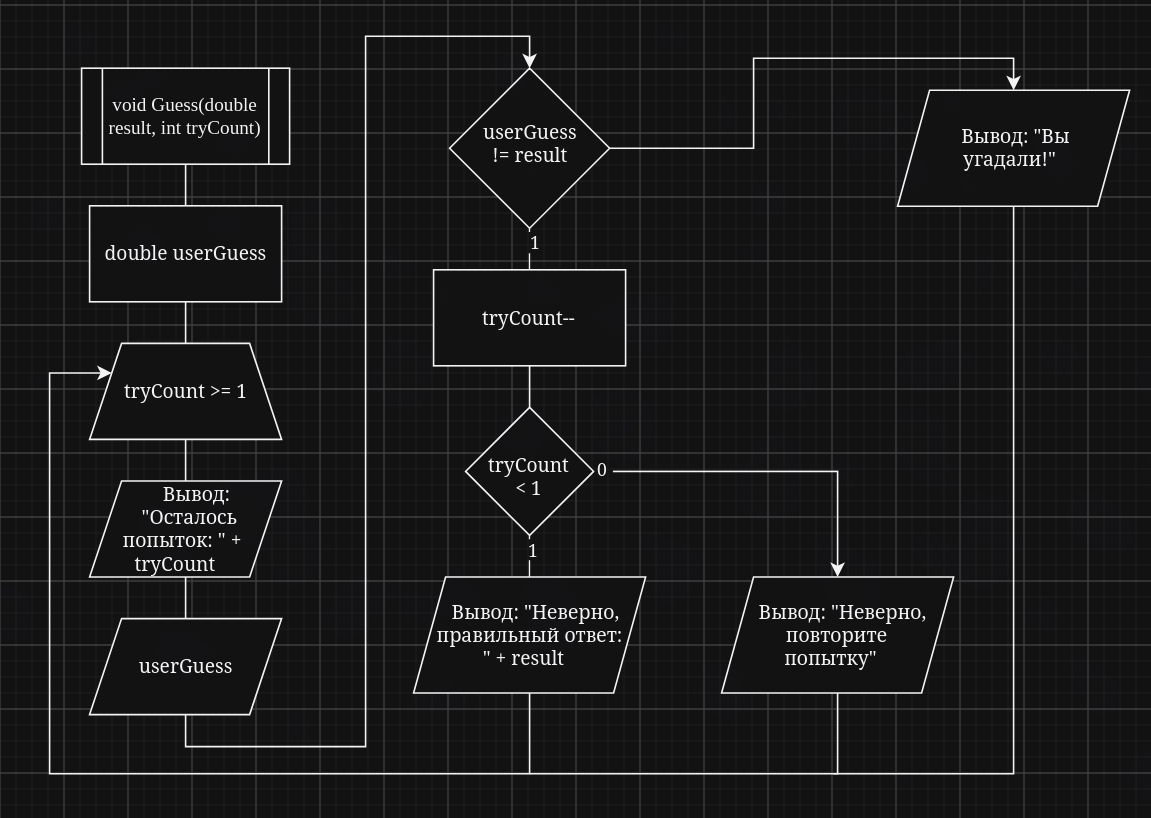 void Guess(double
result, int tryCount)
double userGuess
tryCount >= 1
Вывод:
"Осталось
попыток: " +
tryCount
userGuess
userGuess
!= result
1
tryCount--
tryCount
< 1
0
1
Вывод: "Неверно,
правильный ответ:
" + result
Вывод: "Неверно,
повторите
попытку"
Вывод: "Вы
угадали!"